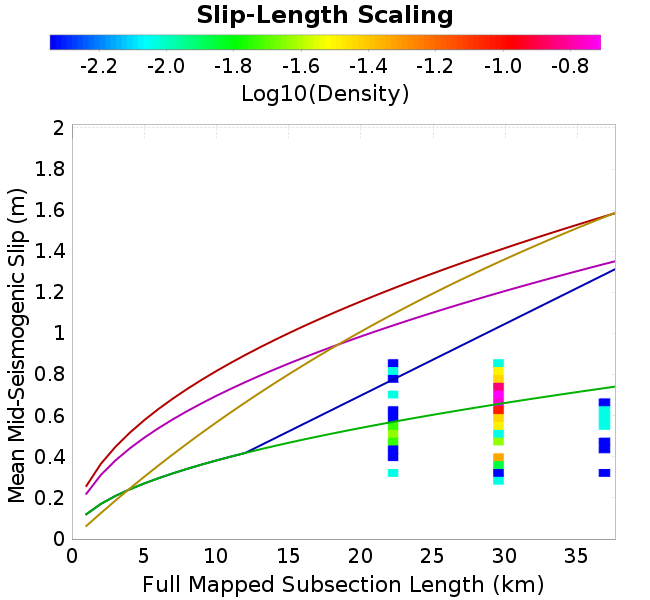 Slip-Length Scaling
-2.2 -2.0 -1.8 -1.6 -1.4 -1.2 -1.0 -0.8
Log10(Density)
Mean Mid-Seismogenic Slip (m)
2
1.8
1.6
1.4
1.2
1
0.8
0.6
0.4
0.2
0
0 5 10 15 20 25 30 35
Full Mapped Subsection Length (km)